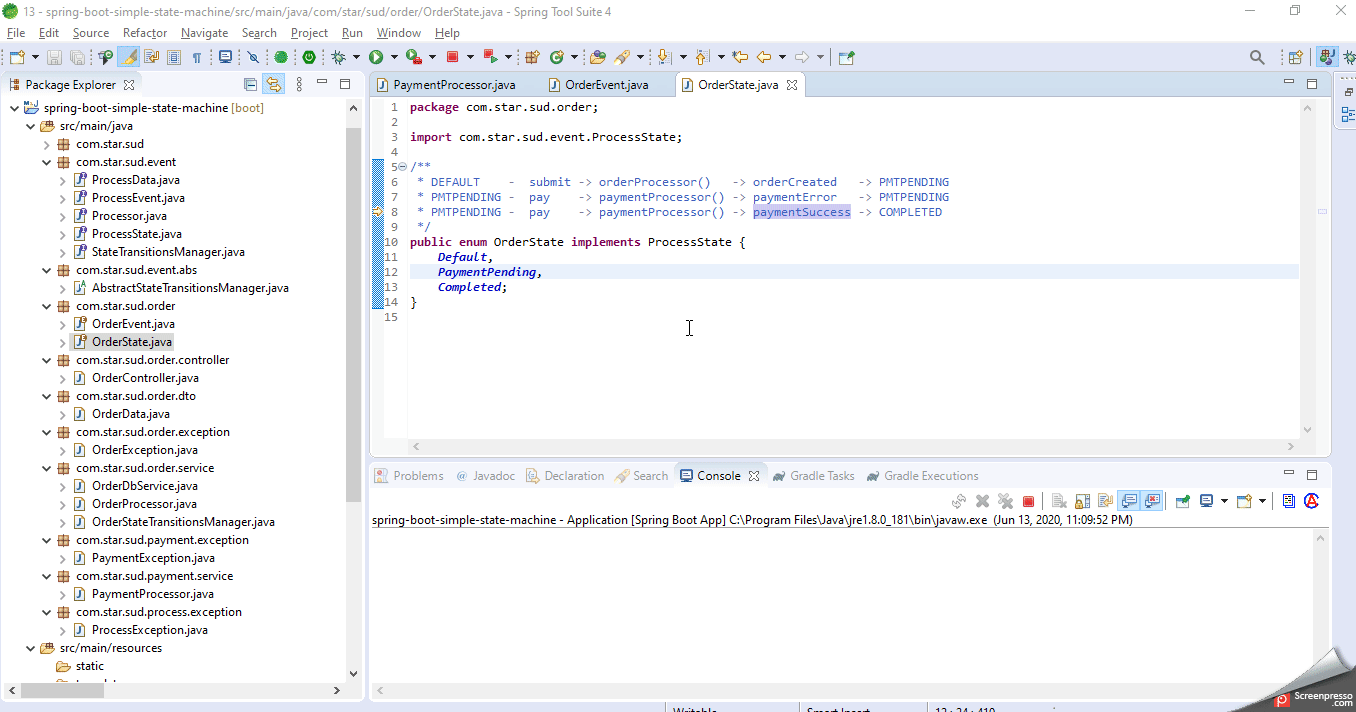 13 - spring-boot-simple-state-machine/src/main/java/com/star/sud/order/OrderState.java - Spring Tool Suite 4
File Edit Source Refactor Navigate Search Project Run Window Help
Package Explorer
spring-boot-simple-state-machine [boot]
src/main/java
com.star.sud
com.star.sud.event
ProcessData.java
ProcessEvent.java
Processor.java
ProcessState.java
StateTransitionsManager.java
com.star.sud.event.abs
AbstractStateTransitionsManager.java
com.star.sud.order
OrderEvent.java
OrderState.java
com.star.sud.order.controller
OrderController.java
com.star.sud.order.dto
OrderData.java
com.star.sud.order.exception
OrderException.java
com.star.sud.order.service
OrderDbService.java
OrderProcessor.java
OrderStateTransitionsManager.java
com.star.sud.payment.exception
PaymentException.java
com.star.sud.payment.service
PaymentProcessor.java
com.star.sud.process.exception
ProcessException.java
src/main/resources
static
PaymentProcessor.java OrderEvent.java OrderState.java
1 package com.star.sud.order;
2
3 import com.star.sud.event.ProcessState;
4
5 /**
6 * DEFAULT - submit -> orderProcessor() -> orderCreated -> PMTPENDING
7 * PMTPENDING - pay -> paymentProcessor() -> paymentError -> PMTPENDING
8 * PMTPENDING - pay -> paymentProcessor() -> paymentSuccess -> COMPLETED
9 */
10 public enum OrderState implements ProcessState {
11 Default,
12 PaymentPending,
13 Completed;
14 }
15
Problems @ Javadoc Declaration Search Console Gradle Tasks Gradle Executions
spring-boot-simple-state-machine - Application [Spring Boot App] C:\Program Files\Java\jre1.8.0_181\bin\javaw.exe (Jun 13, 2020, 11:09:52 PM)
Writable Smart Insert 12 : 24 : 410
Screenpresso
.com